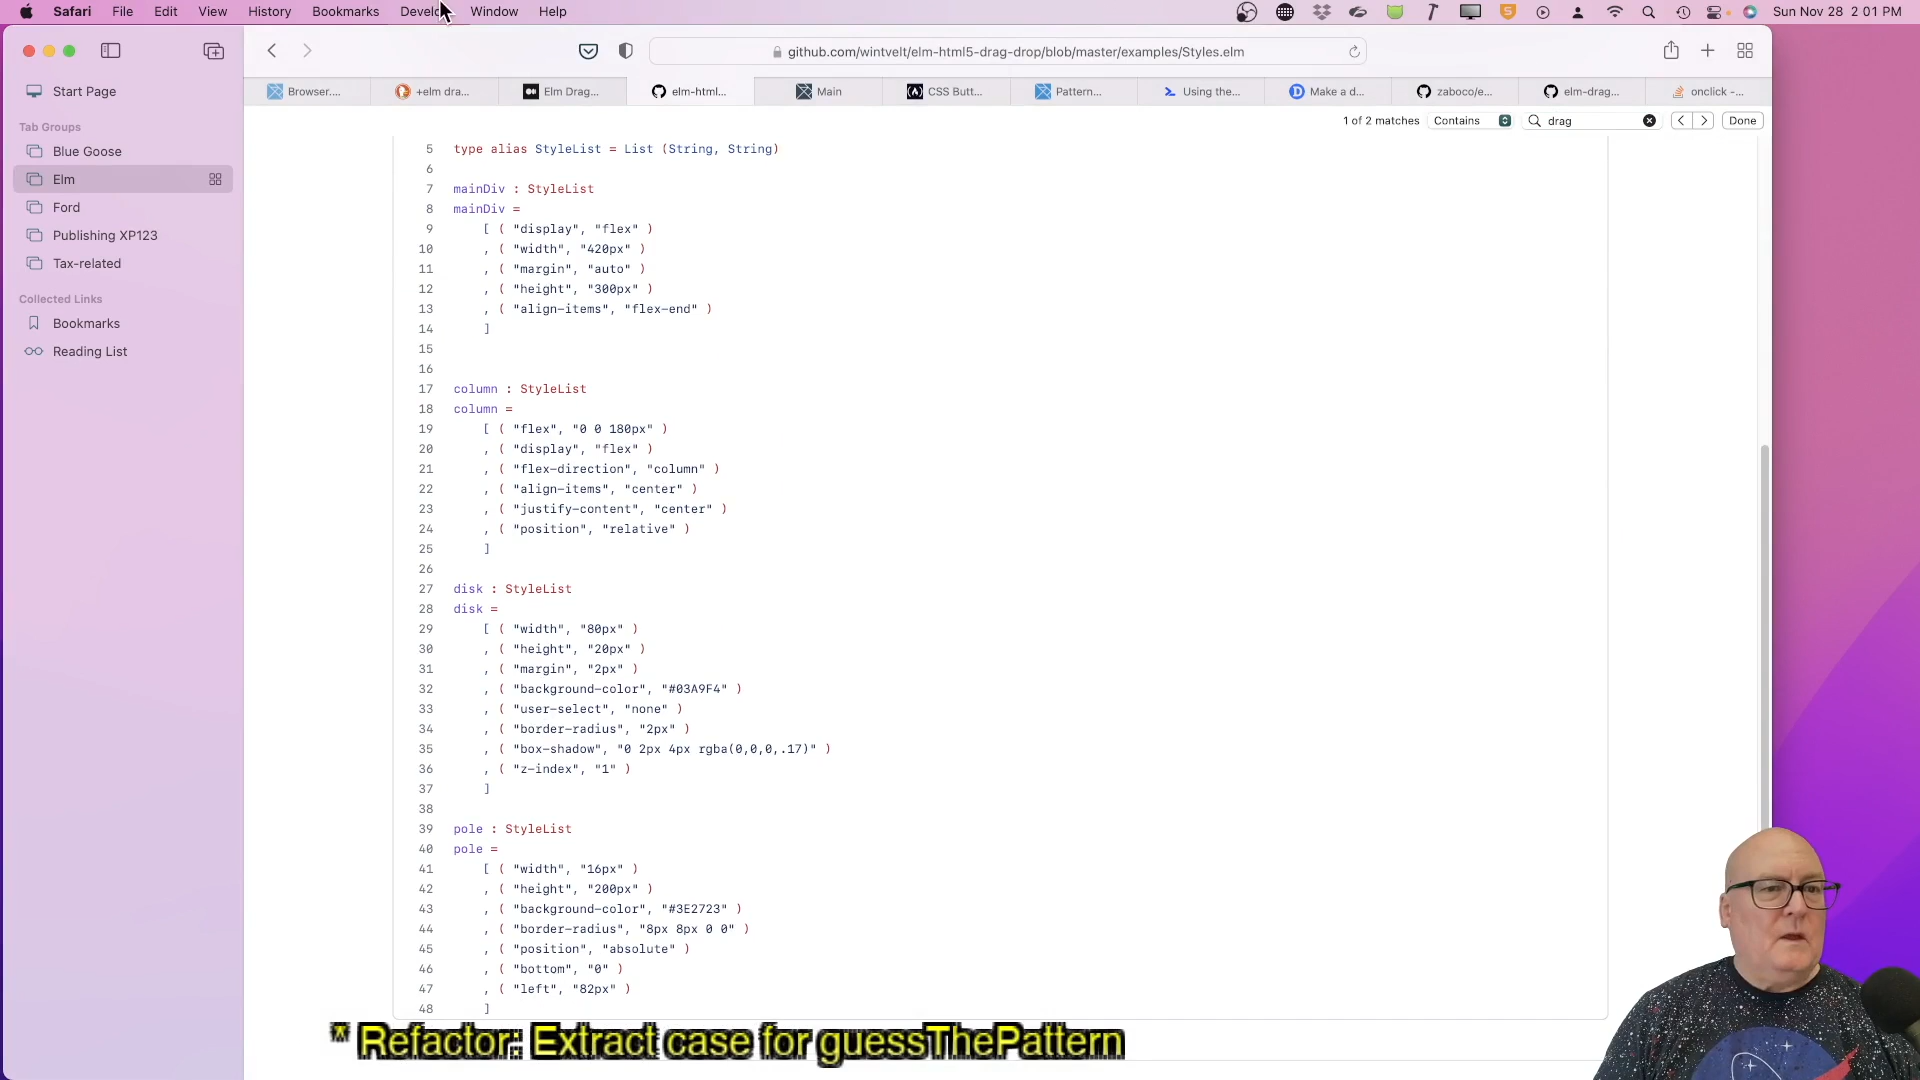 Safari File Edit View History Bookmarks Develo Window Help Sun Nov 28 2 01 PM
github.com/wintvelt/elm-html5-drag-drop/blob/master/examples/Styles.elm
Start Page
Browser.... +elm dra... Elm Drag... elm-html... Main CSS Butt... Pattern... Using the... Make a d... zaboco/e... elm-drag... onclick -...
1 of 2 matches Contains drag Done
Tab Groups
Blue Goose
Elm
Ford
Publishing XP123
Tax-related
Collected Links
Bookmarks
Reading List
5 type alias StyleList = List (String, String)
6
7 mainDiv : StyleList
8 mainDiv =
9 [ ( "display", "flex" )
10 , ( "width", "420px" )
11 , ( "margin", "auto" )
12 , ( "height", "300px" )
13 , ( "align-items", "flex-end" )
14 ]
15
16
17 column : StyleList
18 column =
19 [ ( "flex", "0 0 180px" )
20 , ( "display", "flex" )
21 , ( "flex-direction", "column" )
22 , ( "align-items", "center" )
23 , ( "justify-content", "center" )
24 , ( "position", "relative" )
25 ]
26
27 disk : StyleList
28 disk =
29 [ ( "width", "80px" )
30 , ( "height", "20px" )
31 , ( "margin", "2px" )
32 , ( "background-color", "#03A9F4" )
33 , ( "user-select", "none" )
34 , ( "border-radius", "2px" )
35 , ( "box-shadow", "0 2px 4px rgba(0,0,0,.17)" )
36 , ( "z-index", "1" )
37 ]
38
39 pole : StyleList
40 pole =
41 [ ( "width", "16px" )
42 , ( "height", "200px" )
43 , ( "background-color", "#3E2723" )
44 , ( "border-radius", "8px 8px 0 0" )
45 , ( "position", "absolute" )
46 , ( "bottom", "0" )
47 , ( "left", "82px" )
48 ]
* Refactor: Extract case for guessThePattern